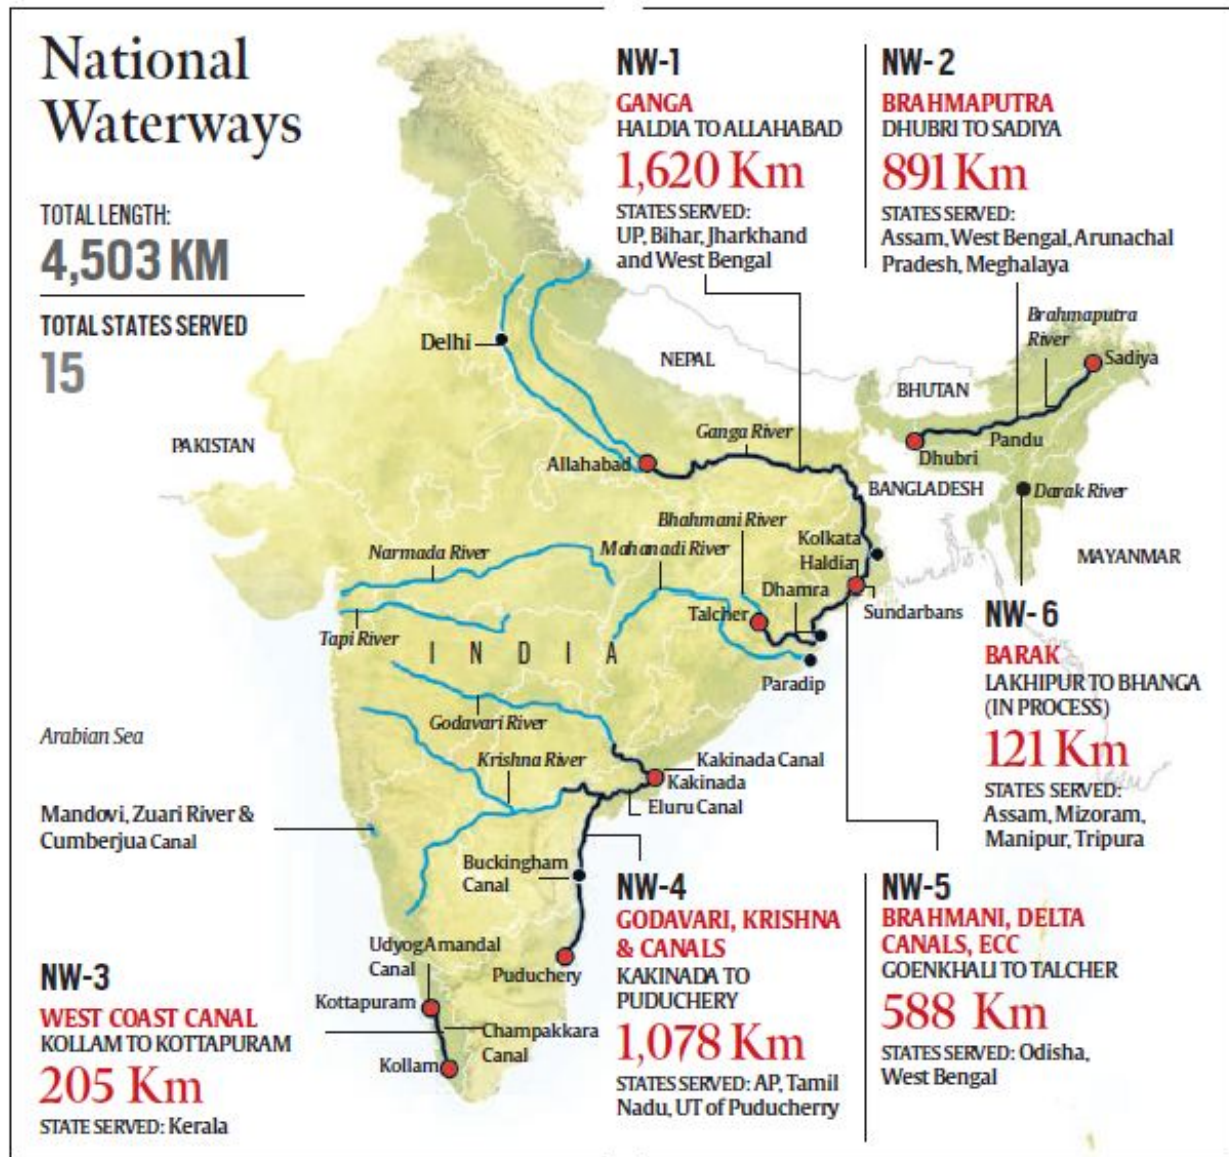 National
Waterways
TOTAL LENGTH:
4,503 KM
TOTAL STATES SERVED
15
NW-1
GANGA
HALDIA TO ALLAHABAD
1,620 Km
STATES SERVED:
UP, Bihar, Jharkhand
and West Bengal
NW-2
BRAHMAPUTRA
DHUBRI TO SADIYA
891 Km
STATES SERVED:
Assam, West Bengal, Arunachal
Pradesh, Meghalaya
Brahmaputra
River
Sadiya
Delhi
NEPAL
BHUTAN
PAKISTAN
Ganga River
Pandu
Dhubri
Allahabad
BANGLADESH
Darak River
Bhahmani River
Narmada River
Mahanadi River
Kolkata
Haldia
MAYANMAR
Dhamra
Talcher
Sundarbans
Tapi River
INDIA
Paradip
NW-6
BARAK
LAKHIPUR TO BHANGA
(IN PROCESS)
121 Km
STATES SERVED:
Assam, Mizoram,
Manipur, Tripura
Godavari River
Arabian Sea
Krishna River
Kakinada Canal
Kakinada
Eluru Canal
Mandovi, Zuari River &
Cumberjua Canal
Buckingham
Canal
NW-4
GODAVARI, KRISHNA
& CANALS
KAKINADA TO
PUDUCHERY
1,078 Km
STATES SERVED: AP, Tamil
Nadu, UT of Puducherry
NW-5
BRAHMANI, DELTA
CANALS, ECC
GOENKHALI TO TALCHER
588 Km
STATES SERVED: Odisha,
West Bengal
UdyogAmandal
Canal
Puduchery
Kottapuram
Champakkara
Canal
Kollam
NW-3
WEST COAST CANAL
KOLLAM TO KOTTAPURAM
205 Km
STATE SERVED: Kerala